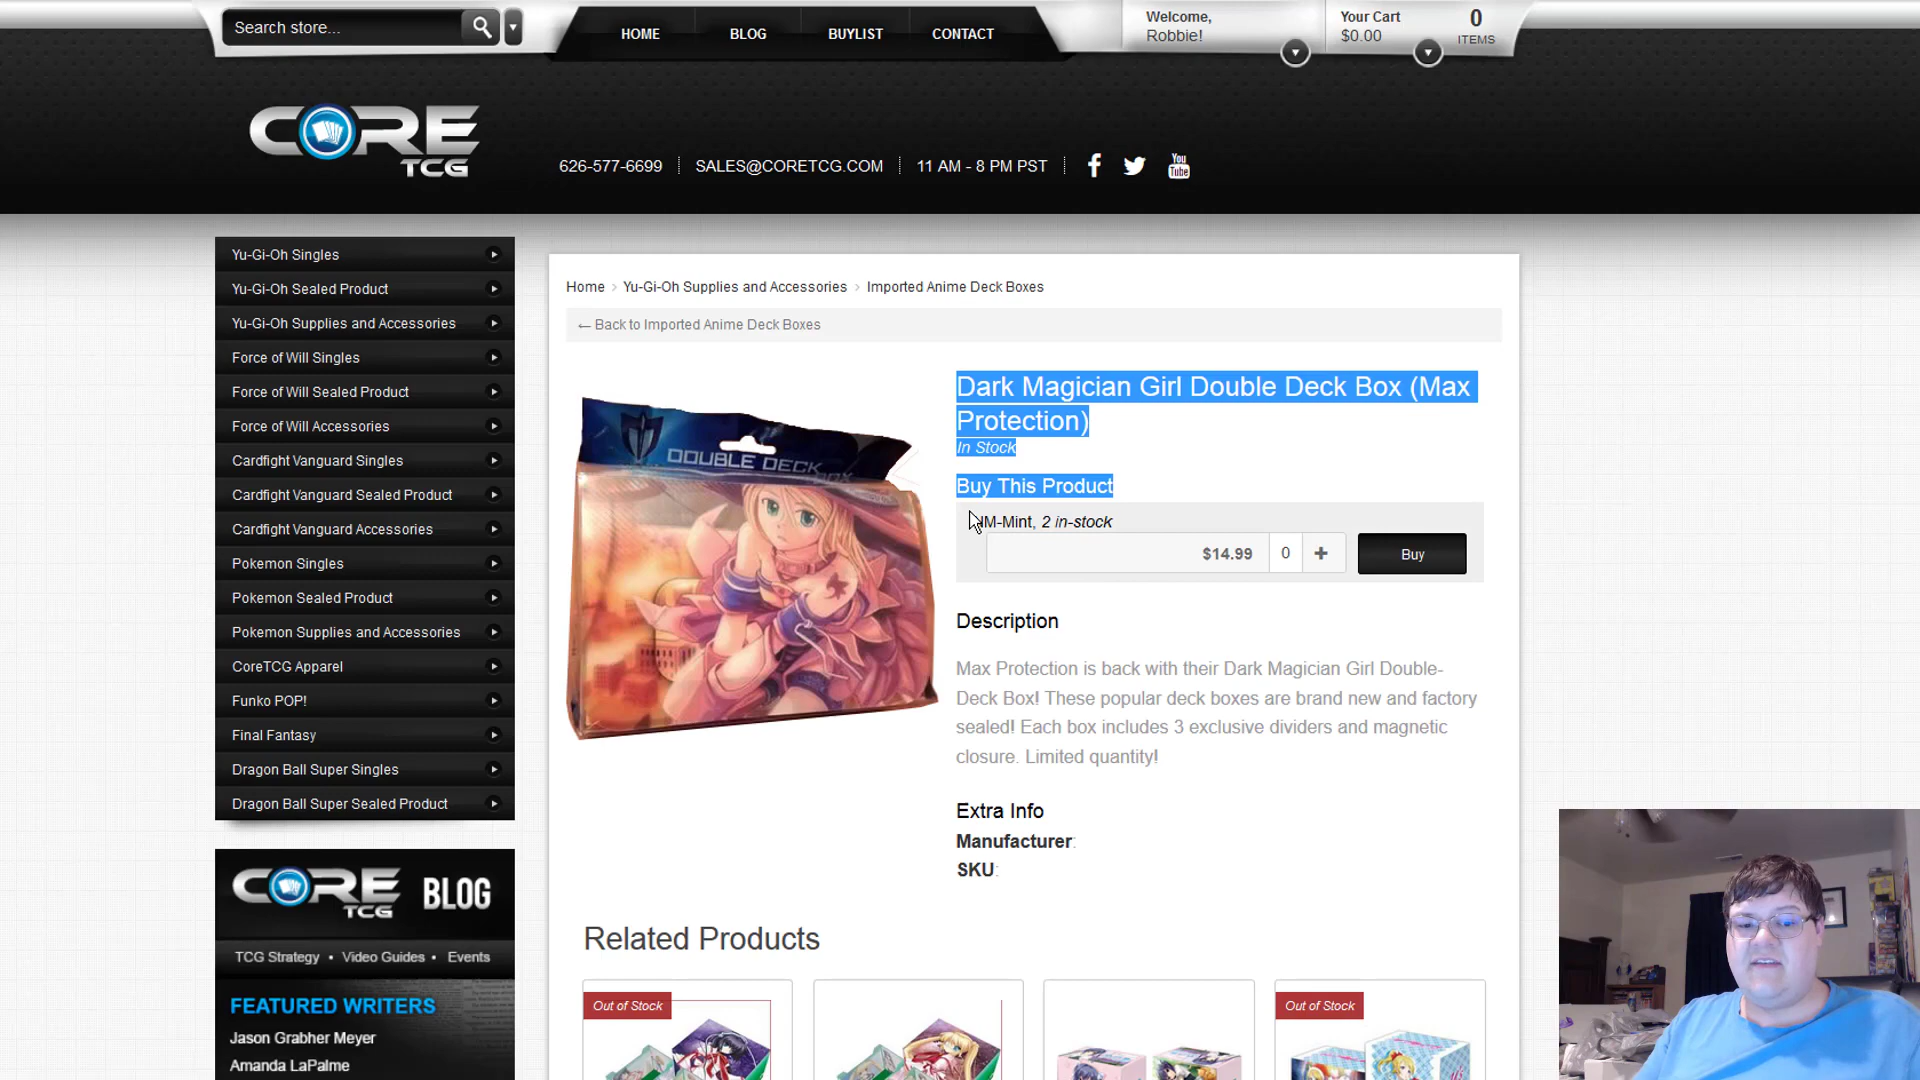 Search store...
HOME
BLOG
BUYLIST
CONTACT
Welcome,
Robbie!
Your Cart
$0.00
0
ITEMS
CORE
TCG
626-577-6699
SALES@CORETCG.COM
11 AM - 8 PM PST
You
Tube
Yu-Gi-Oh Singles
Yu-Gi-Oh Sealed Product
Yu-Gi-Oh Supplies and Accessories
Force of Will Singles
Force of Will Sealed Product
Force of Will Accessories
Cardfight Vanguard Singles
Cardfight Vanguard Sealed Product
Cardfight Vanguard Accessories
Pokemon Singles
Pokemon Sealed Product
Pokemon Supplies and Accessories
CoreTCG Apparel
Funko POP!
Final Fantasy
Dragon Ball Super Singles
Dragon Ball Super Sealed Product
CORE
TCG
BLOG
TCG Strategy • Video Guides • Events
FEATURED WRITERS
Jason Grabher Meyer
Amanda LaPalme
Home › Yu-Gi-Oh Supplies and Accessories › Imported Anime Deck Boxes
← Back to Imported Anime Deck Boxes
DOUBLE DECK
BOX
Dark Magician Girl Double Deck Box (Max
Protection)
In Stock
Buy This Product
NM-Mint, 2 in-stock
$14.99
0
+
Buy
Description
Max Protection is back with their Dark Magician Girl Double-
Deck Box! These popular deck boxes are brand new and factory
sealed! Each box includes 3 exclusive dividers and magnetic
closure. Limited quantity!
Extra Info
Manufacturer:
SKU:
Related Products
Out of Stock
Out of Stock